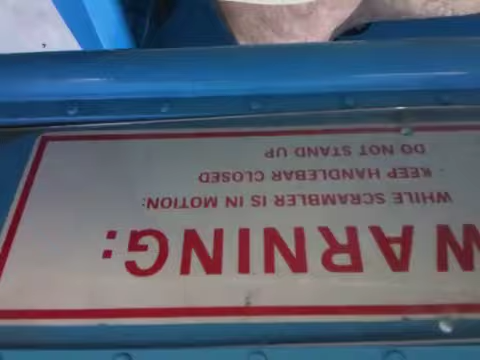 WARNING:
WHILE SCRAMBLER IS IN MOTION:
KEEP HANDLEBAR CLOSED
DO NOT STAND UP